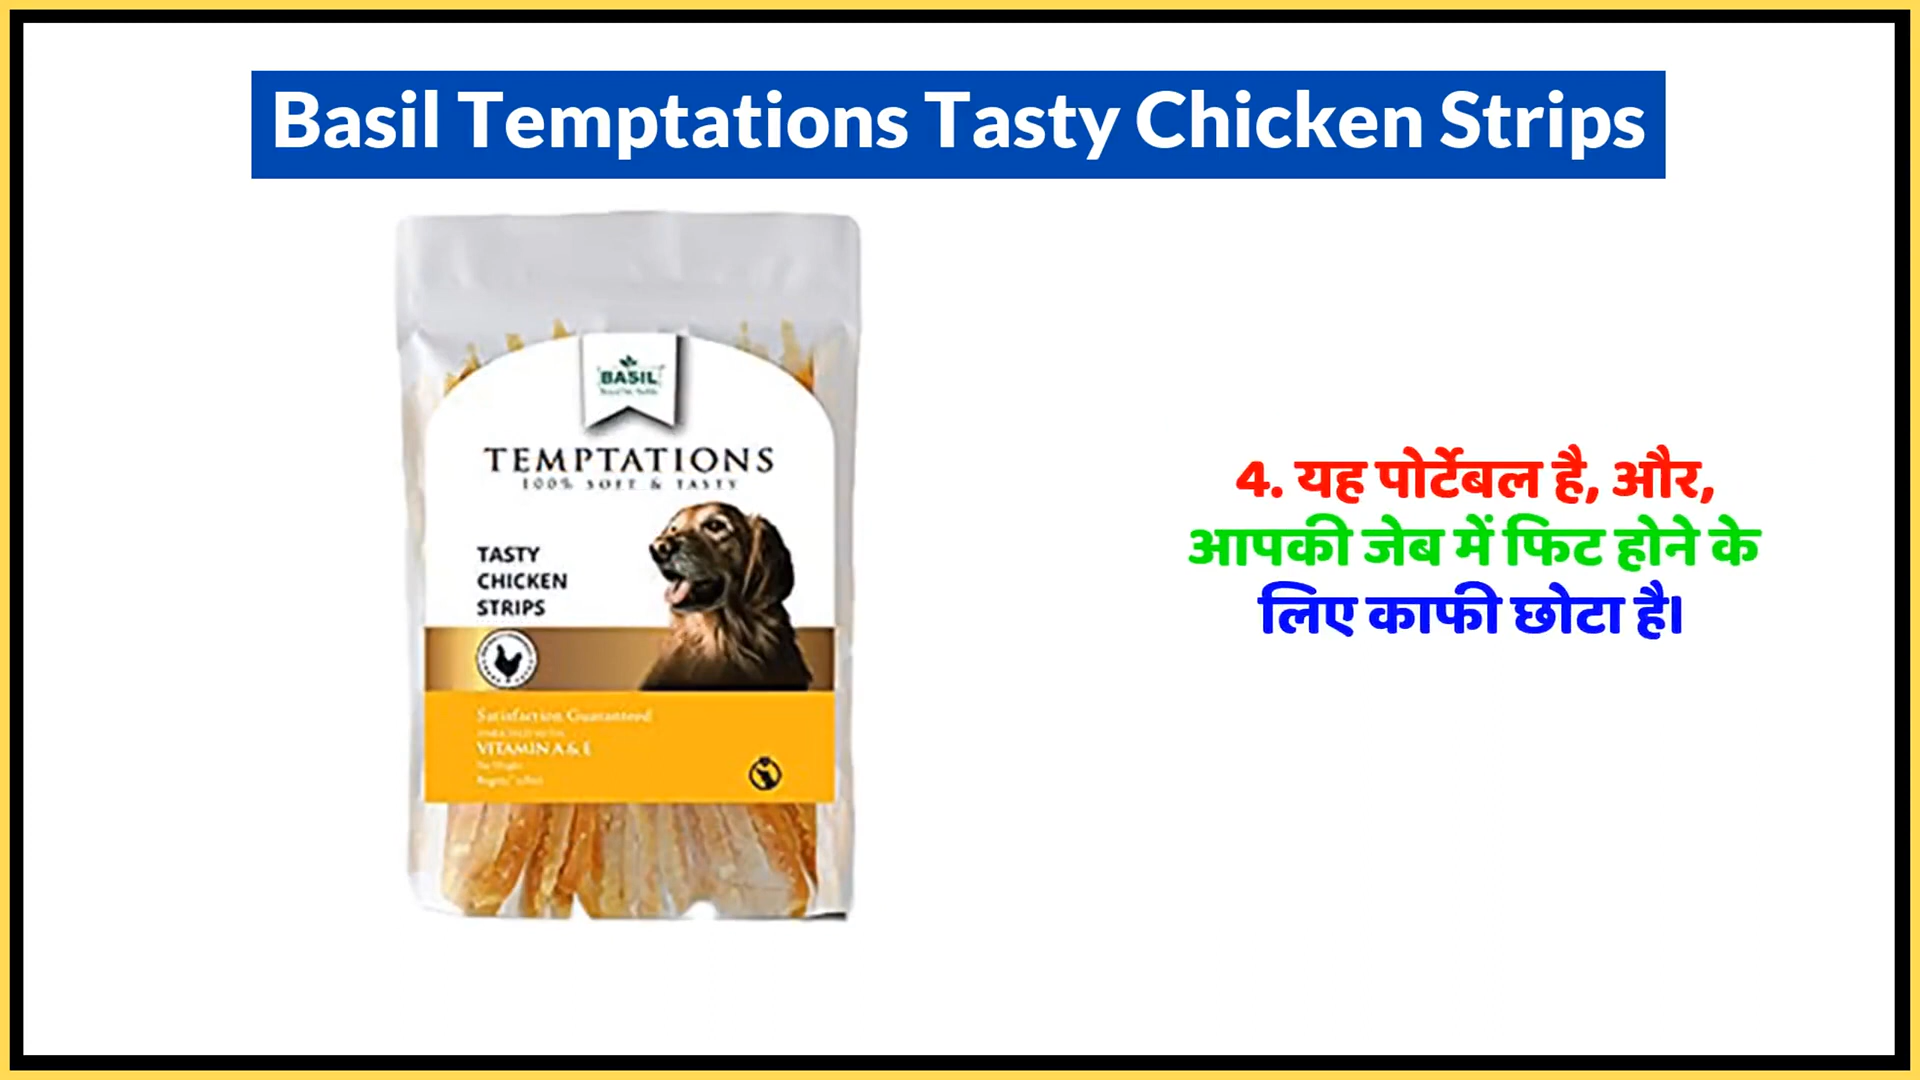 Basil Temptations Tasty Chicken Strips
BASIL
TEMPTATIONS
100% SOFT & TASTY
TASTY
CHICKEN
STRIPS
Satisfaction Guaranteed
VITAMIN A & E
4. यह पोर्टेबल है, और,
आपकी जेब में फिट होने के
लिए काफी छोटा है।